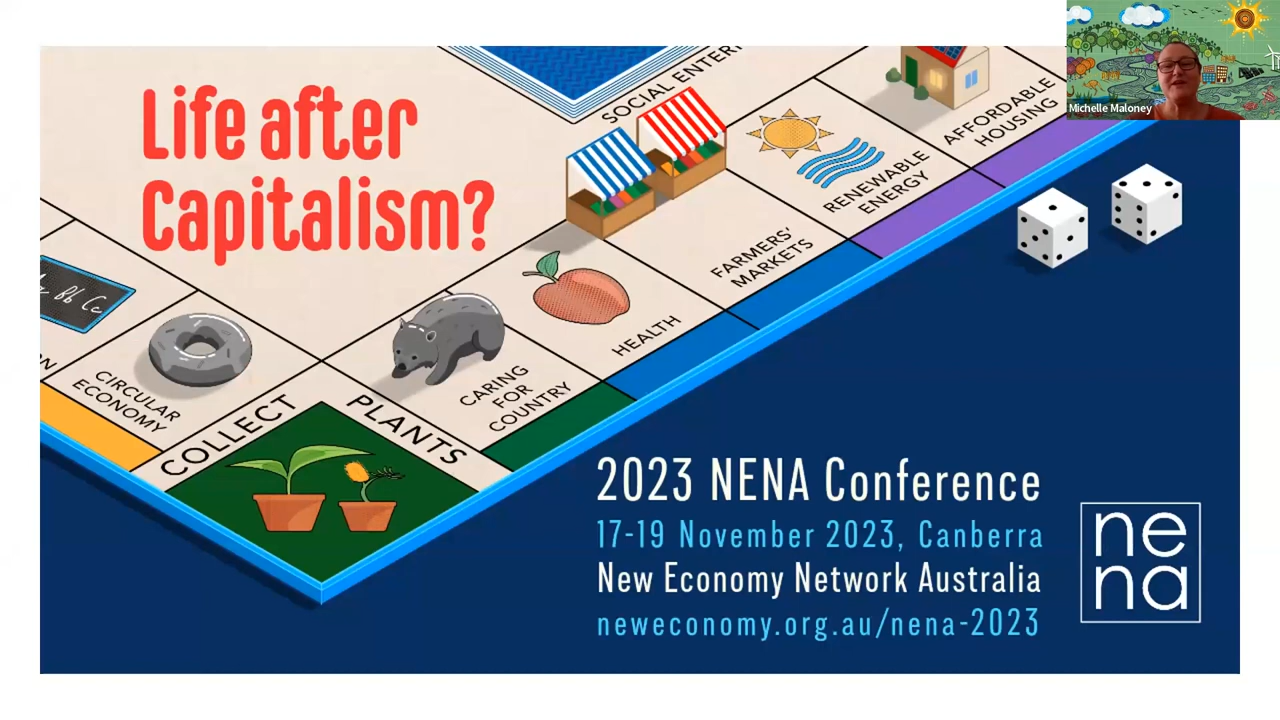 Michelle Maloney
Life after
Capitalism?
SOCIAL
AFFORDABLE
HOUSING
RENEWABLE
ENERGY
FARMERS'
MARKETS
HEALTH
CARING
FOR
COUNTRY
CIRCULAR
ECONOMY
COLLECT PLANTS
Bb Cc
2023 NENA Conference
17-19 November 2023, Canberra
New Economy Network Australia
neweconomy.org.au/nena-2023
ne
na